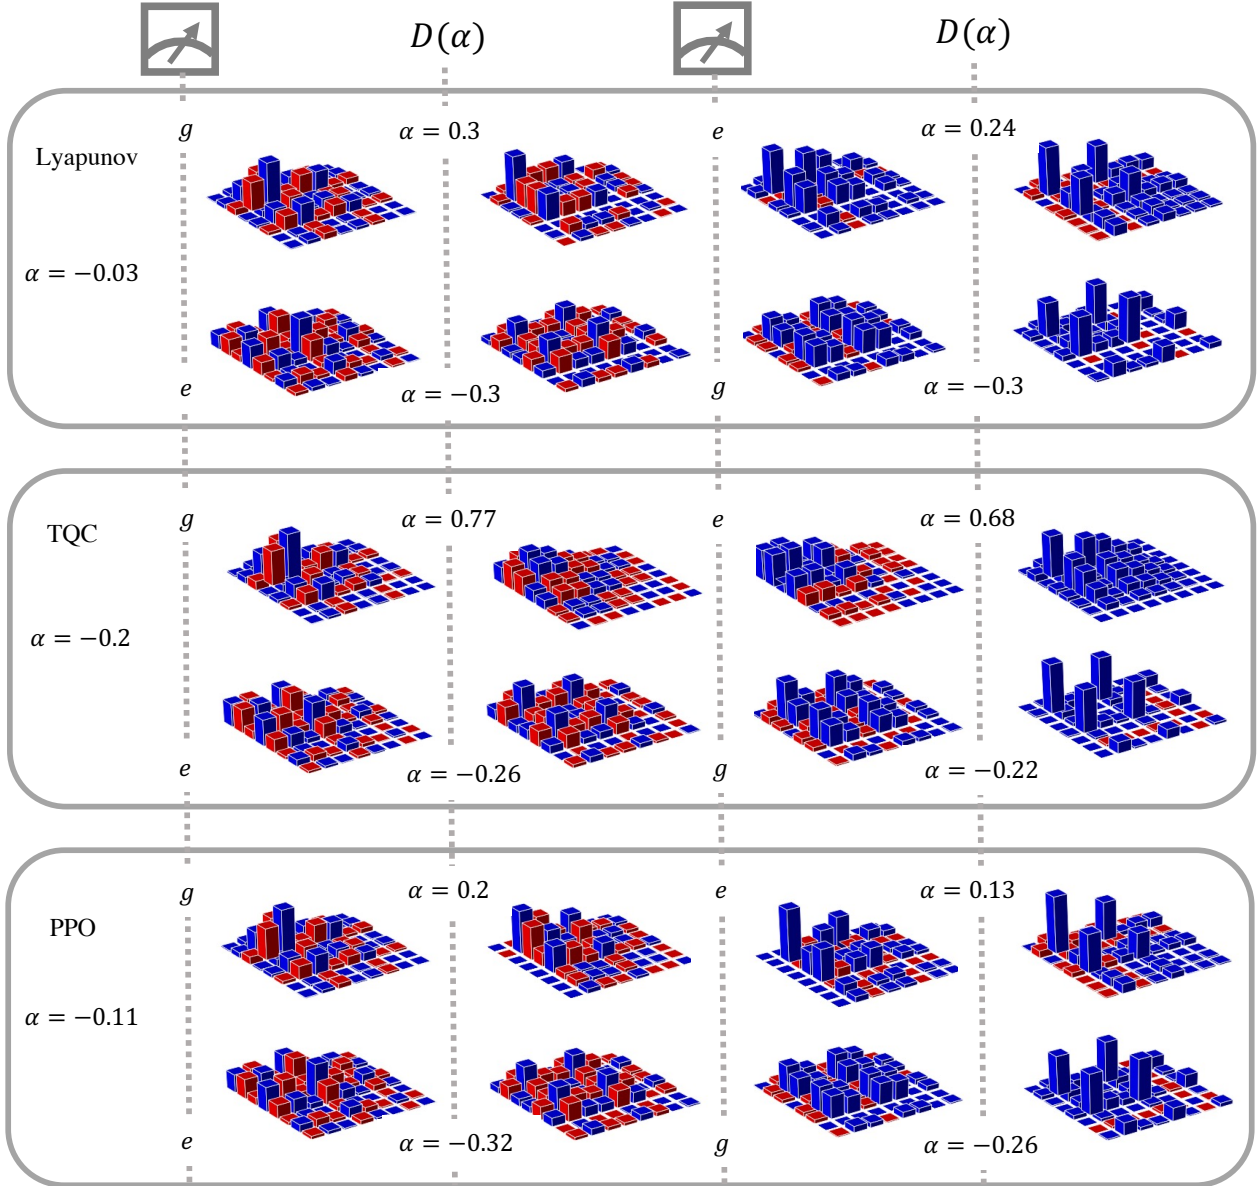 D(α) D(α)
g α = 0.3 e α = 0.24
Lyapunov
α = −0.03
e α = −0.3 g α = −0.3
g α = 0.77 e α = 0.68
TQC
α = −0.2
e α = −0.26 g α = −0.22
g α = 0.2 e α = 0.13
PPO
α = −0.11
e α = −0.32 g α = −0.26